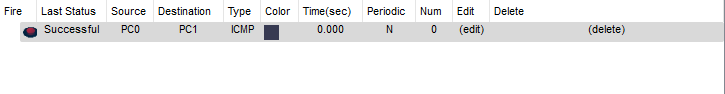 Fire Last Status Source Destination Type Color Time(sec) Periodic Num Edit Delete
Successful PC0 PC1 ICMP 0.000 N 0 (edit) (delete)